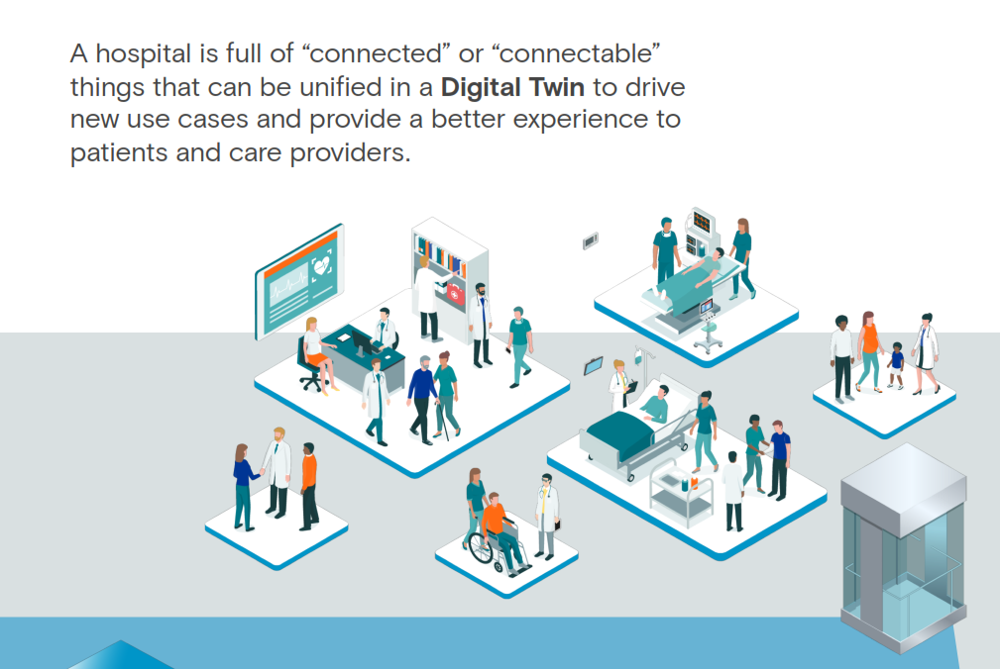 A hospital is full of “connected” or “connectable”
things that can be unified in a Digital Twin to drive
new use cases and provide a better experience to
patients and care providers.